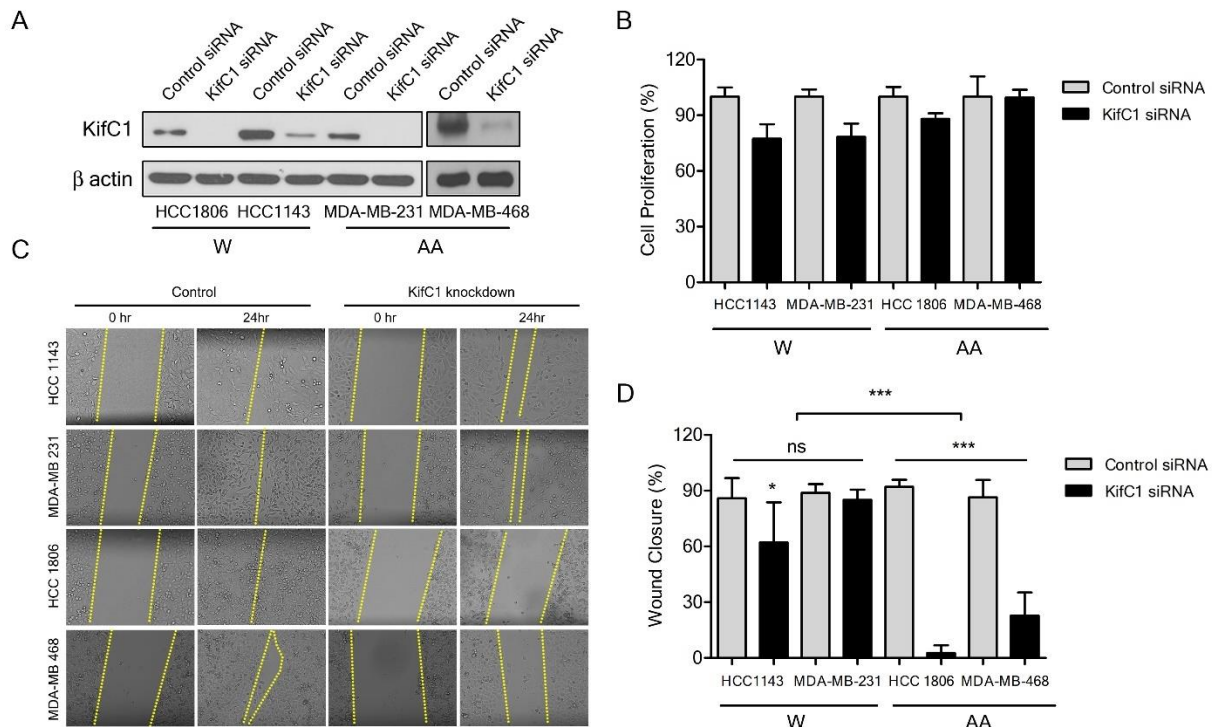 A
Control siRNA
KifC1 siRNA
Control siRNA
KifC1 siRNA
Control siRNA
KifC1 siRNA
Control siRNA
KifC1 siRNA
KifC1
β actin
HCC1806 HCC1143 MDA-MB-231 MDA-MB-468
W AA
B
Cell Proliferation (%)
120
90
60
30
0
HCC1143 MDA-MB-231 HCC 1806 MDA-MB-468
W AA
Control siRNA
KifC1 siRNA
C
Control KifC1 knockdown
0 hr 24hr 0 hr 24hr
HCC 1143
MDA-MB 231
HCC 1806
MDA-MB 468
D
***
ns ***
*
Wound Closure (%)
120
90
60
30
0
HCC1143 MDA-MB-231 HCC 1806 MDA-MB-468
W AA
Control siRNA
KifC1 siRNA